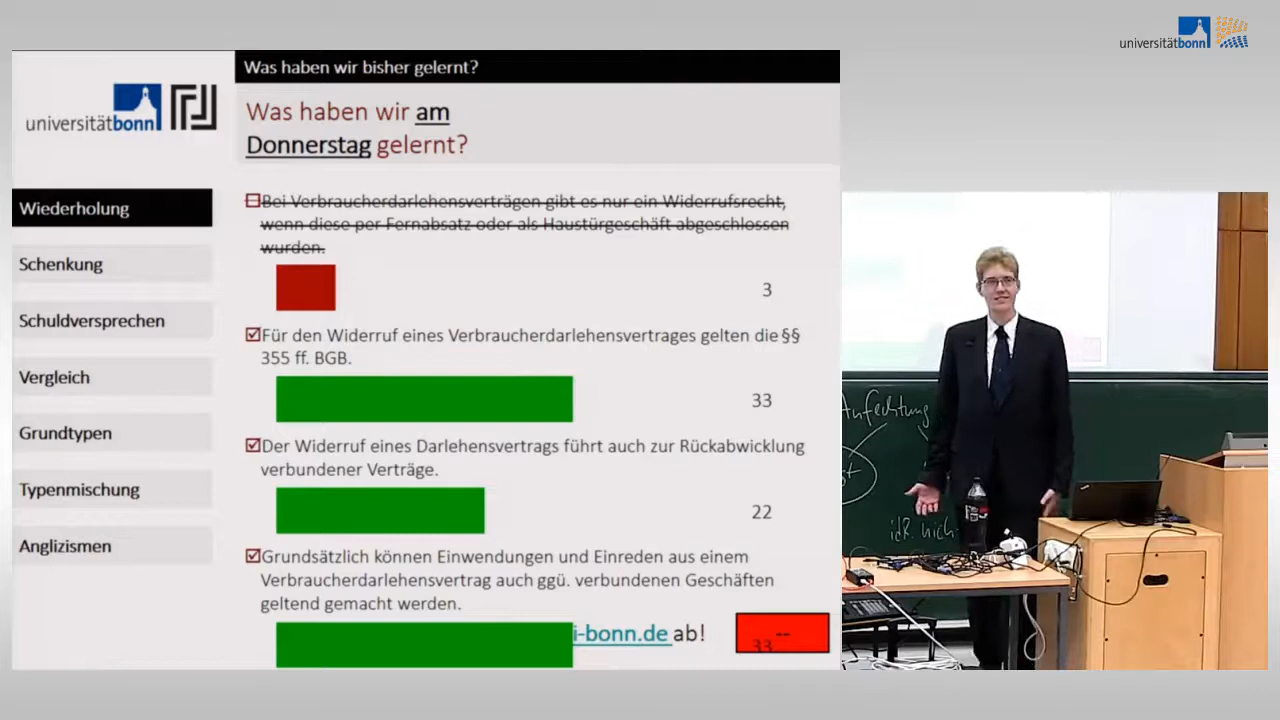 universitätbonn
Was haben wir bisher gelernt?
universitätbonn
Was haben wir am
Donnerstag gelernt?
Bei Verbraucherdarlehensverträgen gibt es nur ein Widerrufsrecht,
wenn diese per Fernabsatz oder als Haustürgeschäft abgeschlossen
wurden.
3
Für den Widerruf eines Verbraucherdarlehensvertrages gelten die §§
355 ff. BGB.
33
Der Widerruf eines Darlehensvertrags führt auch zur Rückabwicklung
verbundener Verträge.
22
Grundsätzlich können Einwendungen und Einreden aus einem
Verbraucherdarlehensvertrag auch ggü. verbundenen Geschäften
geltend gemacht werden.
i-bonn.de ab!
--
33
Wiederholung
Schenkung
Schuldversprechen
Vergleich
Grundtypen
Typenmischung
Anglizismen
Anfechtung
idR. nich